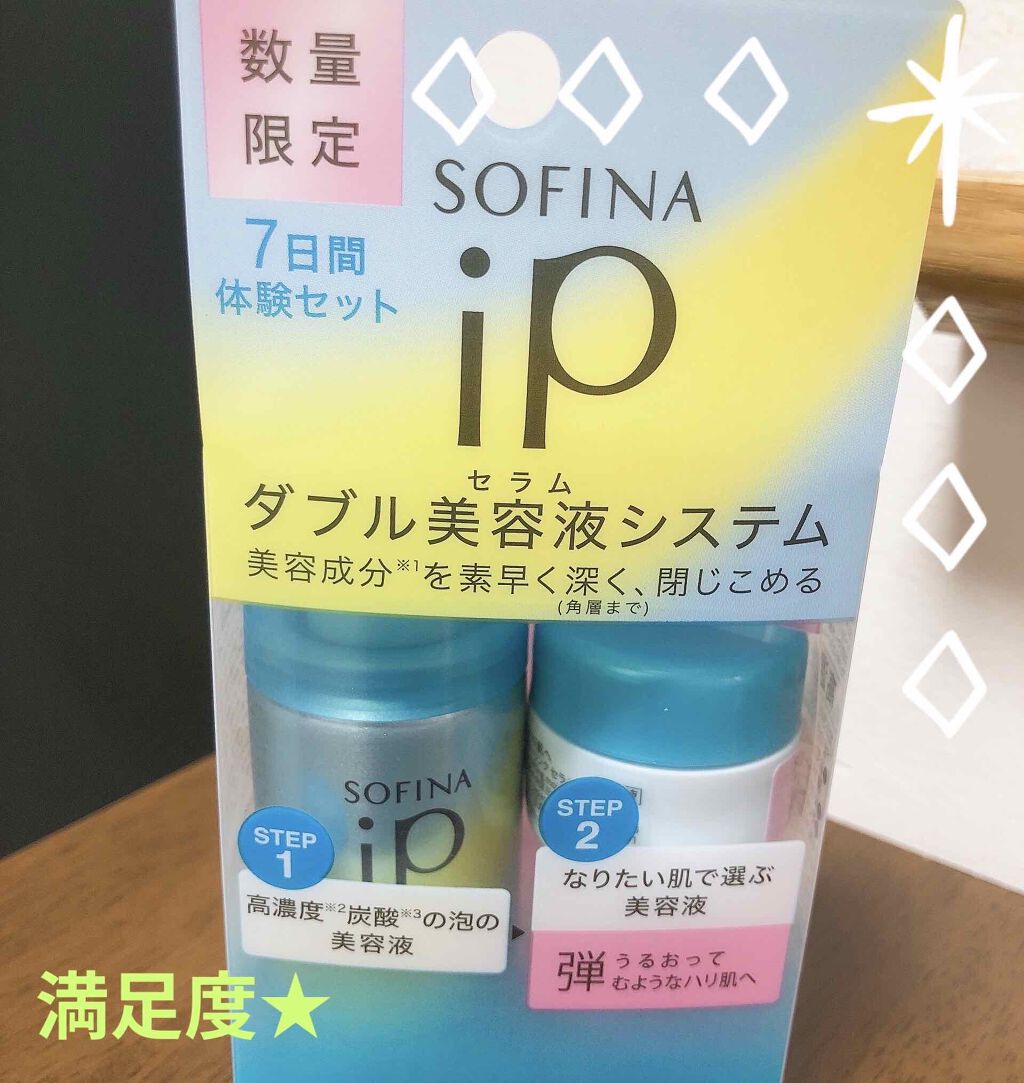 数量
限定
7日間
体験セット
SOFINA
iP
セラム
ダブル美容液システム
美容成分※1を素早く深く、閉じこめる
(角層まで)
SOFINA
iP
STEP
1
高濃度※2炭酸※3の泡の
美容液
STEP
2
なりたい肌で選ぶ
美容液
弾
うるおって
むようなハリ肌へ
満足度★